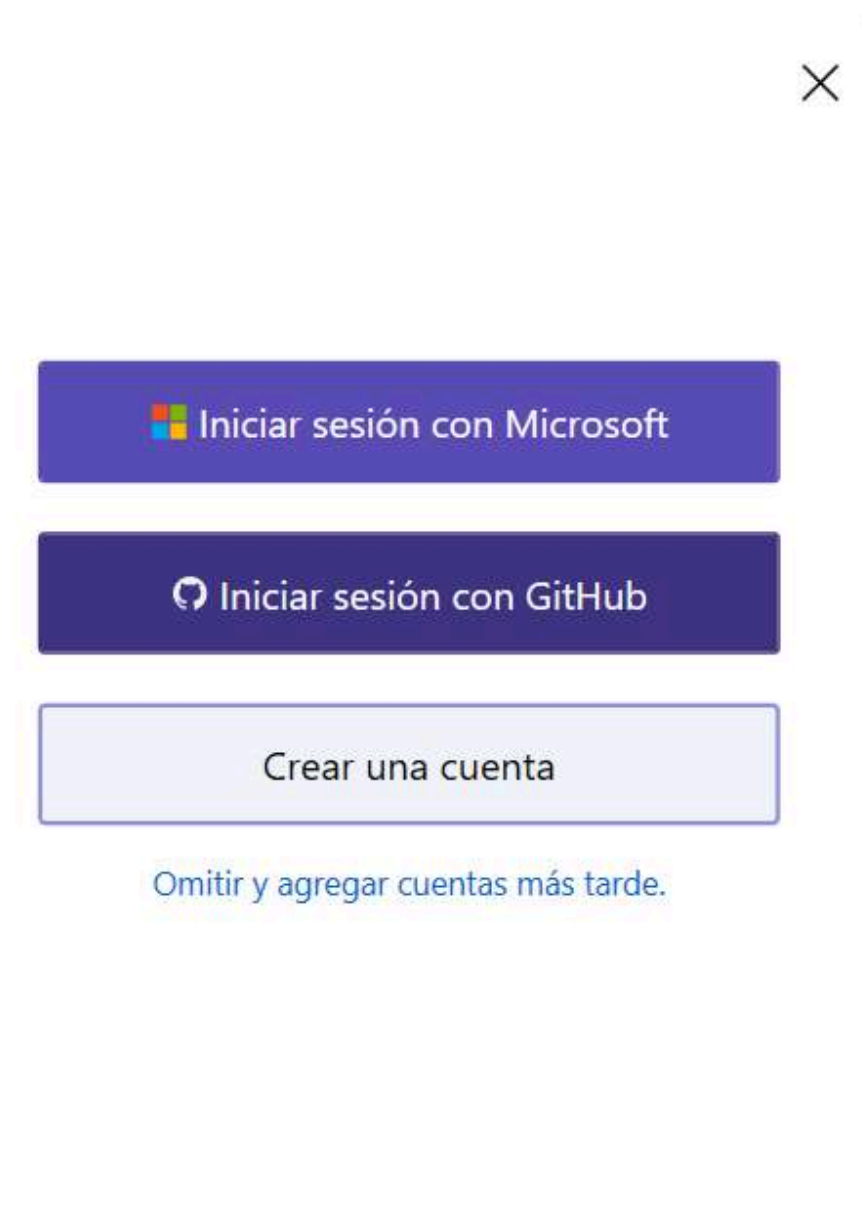 Iniciar sesión con Microsoft
Iniciar sesión con GitHub
Crear una cuenta
Omitir y agregar cuentas más tarde.